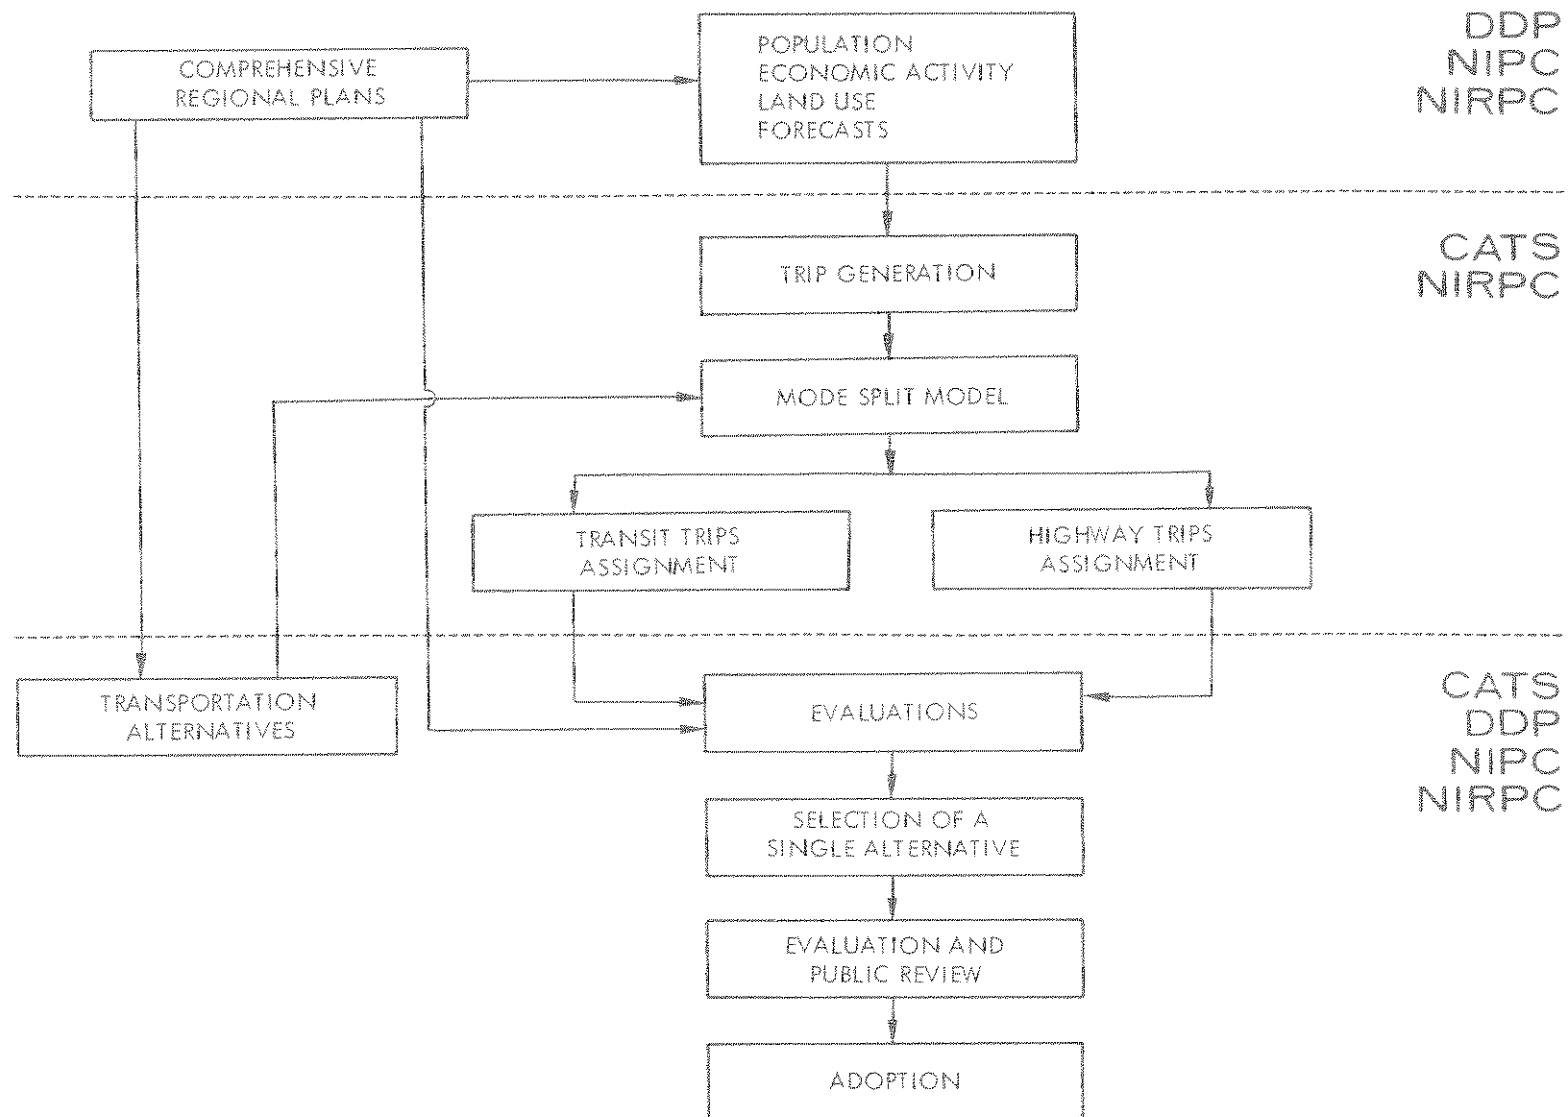 COMPREHENSIVE
REGIONAL PLANS
POPULATION
ECONOMIC ACTIVITY
LAND USE
FORECASTS
DDP
NIPC
NIRPC
TRIP GENERATION
CATS
NIRPC
MODE SPLIT MODEL
TRANSIT TRIPS
ASSIGNMENT
HIGHWAY TRIPS
ASSIGNMENT
TRANSPORTATION
ALTERNATIVES
EVALUATIONS
CATS
DDP
NIPC
NIRPC
SELECTION OF A
SINGLE ALTERNATIVE
EVALUATION AND
PUBLIC REVIEW
ADOPTION